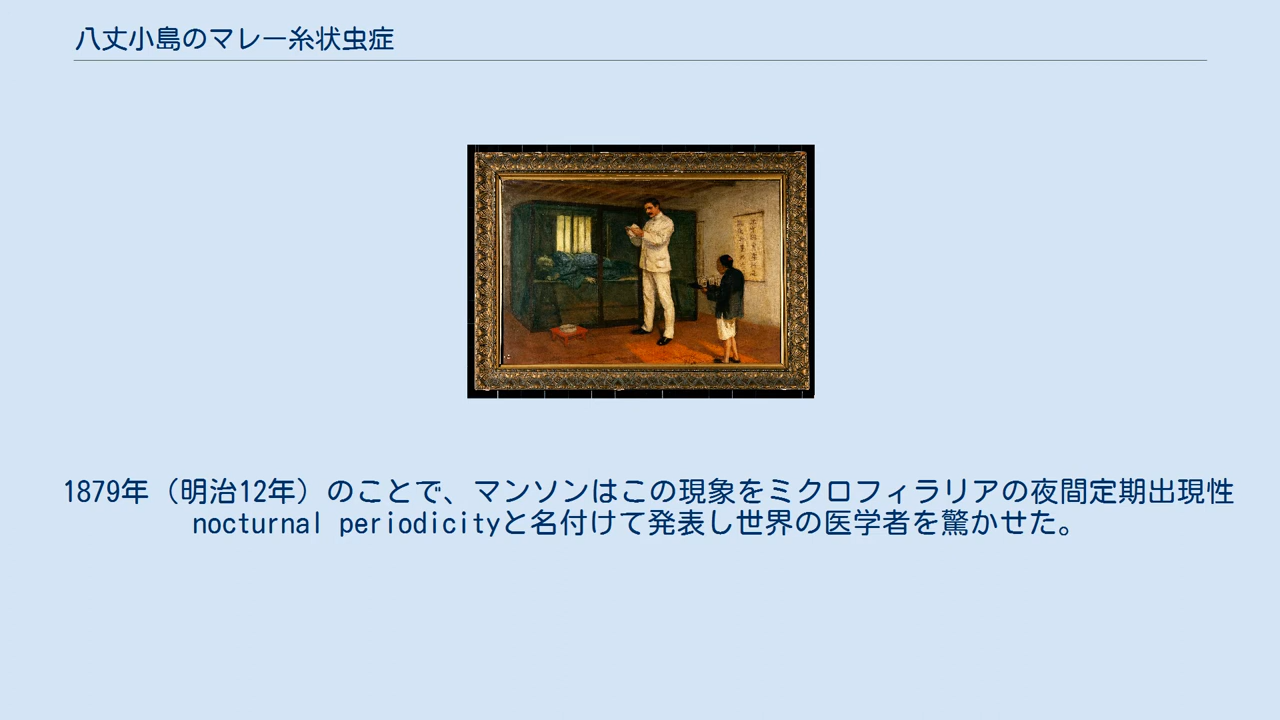 八丈小島のマレー糸状虫症
1879年（明治12年）のことで、マンソンはこの現象をミクロフィラリアの夜間定期出現性
nocturnal periodicityと名付けて発表し世界の医学者を驚かせた。